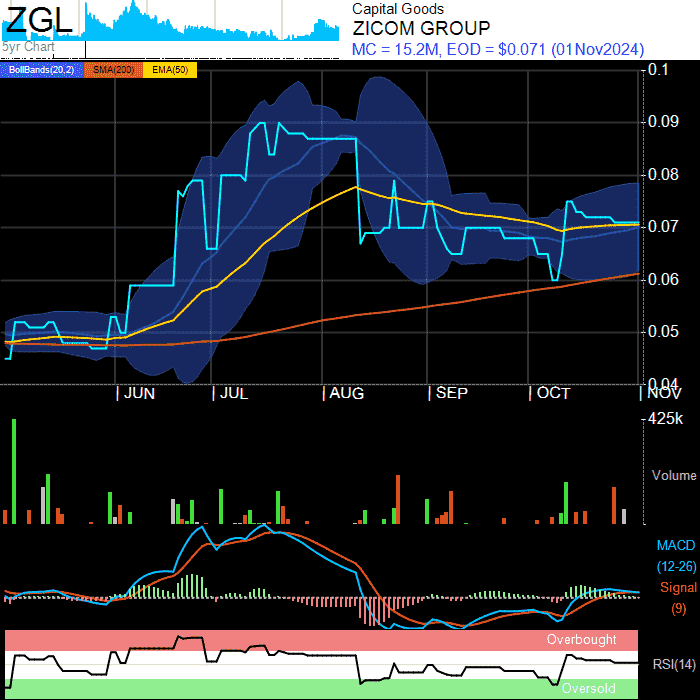 ZGL
5yr Chart
Capital Goods
ZICOM GROUP
MC = 15.2M, EOD = $0.071 (01Nov2024)
BollBands(20,2) SMA(200) EMA(50)
0.1
0.09
0.08
0.07
0.06
0.05
0.04
JUN JUL AUG SEP OCT NOV
425k
Volume
MACD
(12-26)
Signal
(9)
Overbought
RSI(14)
Oversold